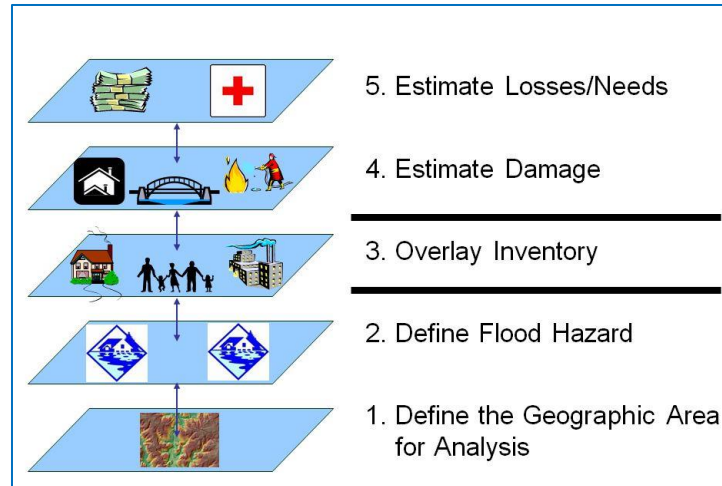 5. Estimate Losses/Needs
4. Estimate Damage
3. Overlay Inventory
2. Define Flood Hazard
1. Define the Geographic Area
for Analysis